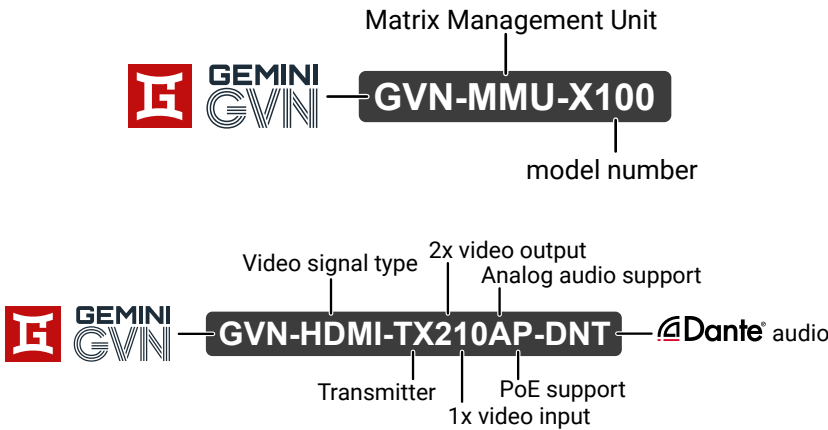 Matrix Management Unit
GEMINI
GVN
GVN-MMU-X100
model number
2x video output
Video signal type
Analog audio support
GEMINI
GVN
GVN-HDMI-TX210AP-DNT
Dante® audio
Transmitter
PoE support
1x video input